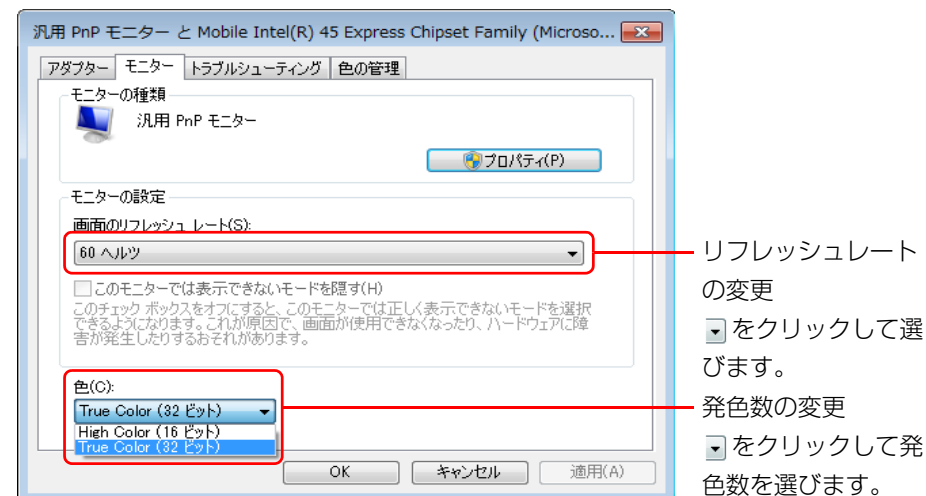 汎用 PnP モニター と Mobile Intel(R) 45 Express Chipset Family (Microso...
アダプター モニター トラブルシューティング 色の管理
モニターの種類
汎用 PnP モニター
プロパティ(P)
モニターの設定
画面のリフレッシュ レート(S):
60 ヘルツ
このモニターでは表示できないモードを隠す(H)
このチェック ボックスをオフにすると、このモニターでは正しく表示できないモードを選択
できるようになります。これが原因で、画面が使用できなくなったり、ハードウェアに障
害が発生したりするおそれがあります。
色(C):
True Color (32 ビット)
High Color (16 ビット)
True Color (32 ビット)
OK キャンセル 適用(A)
リフレッシュレート
の変更
をクリックして選
びます。
発色数の変更
をクリックして発
色数を選びます。